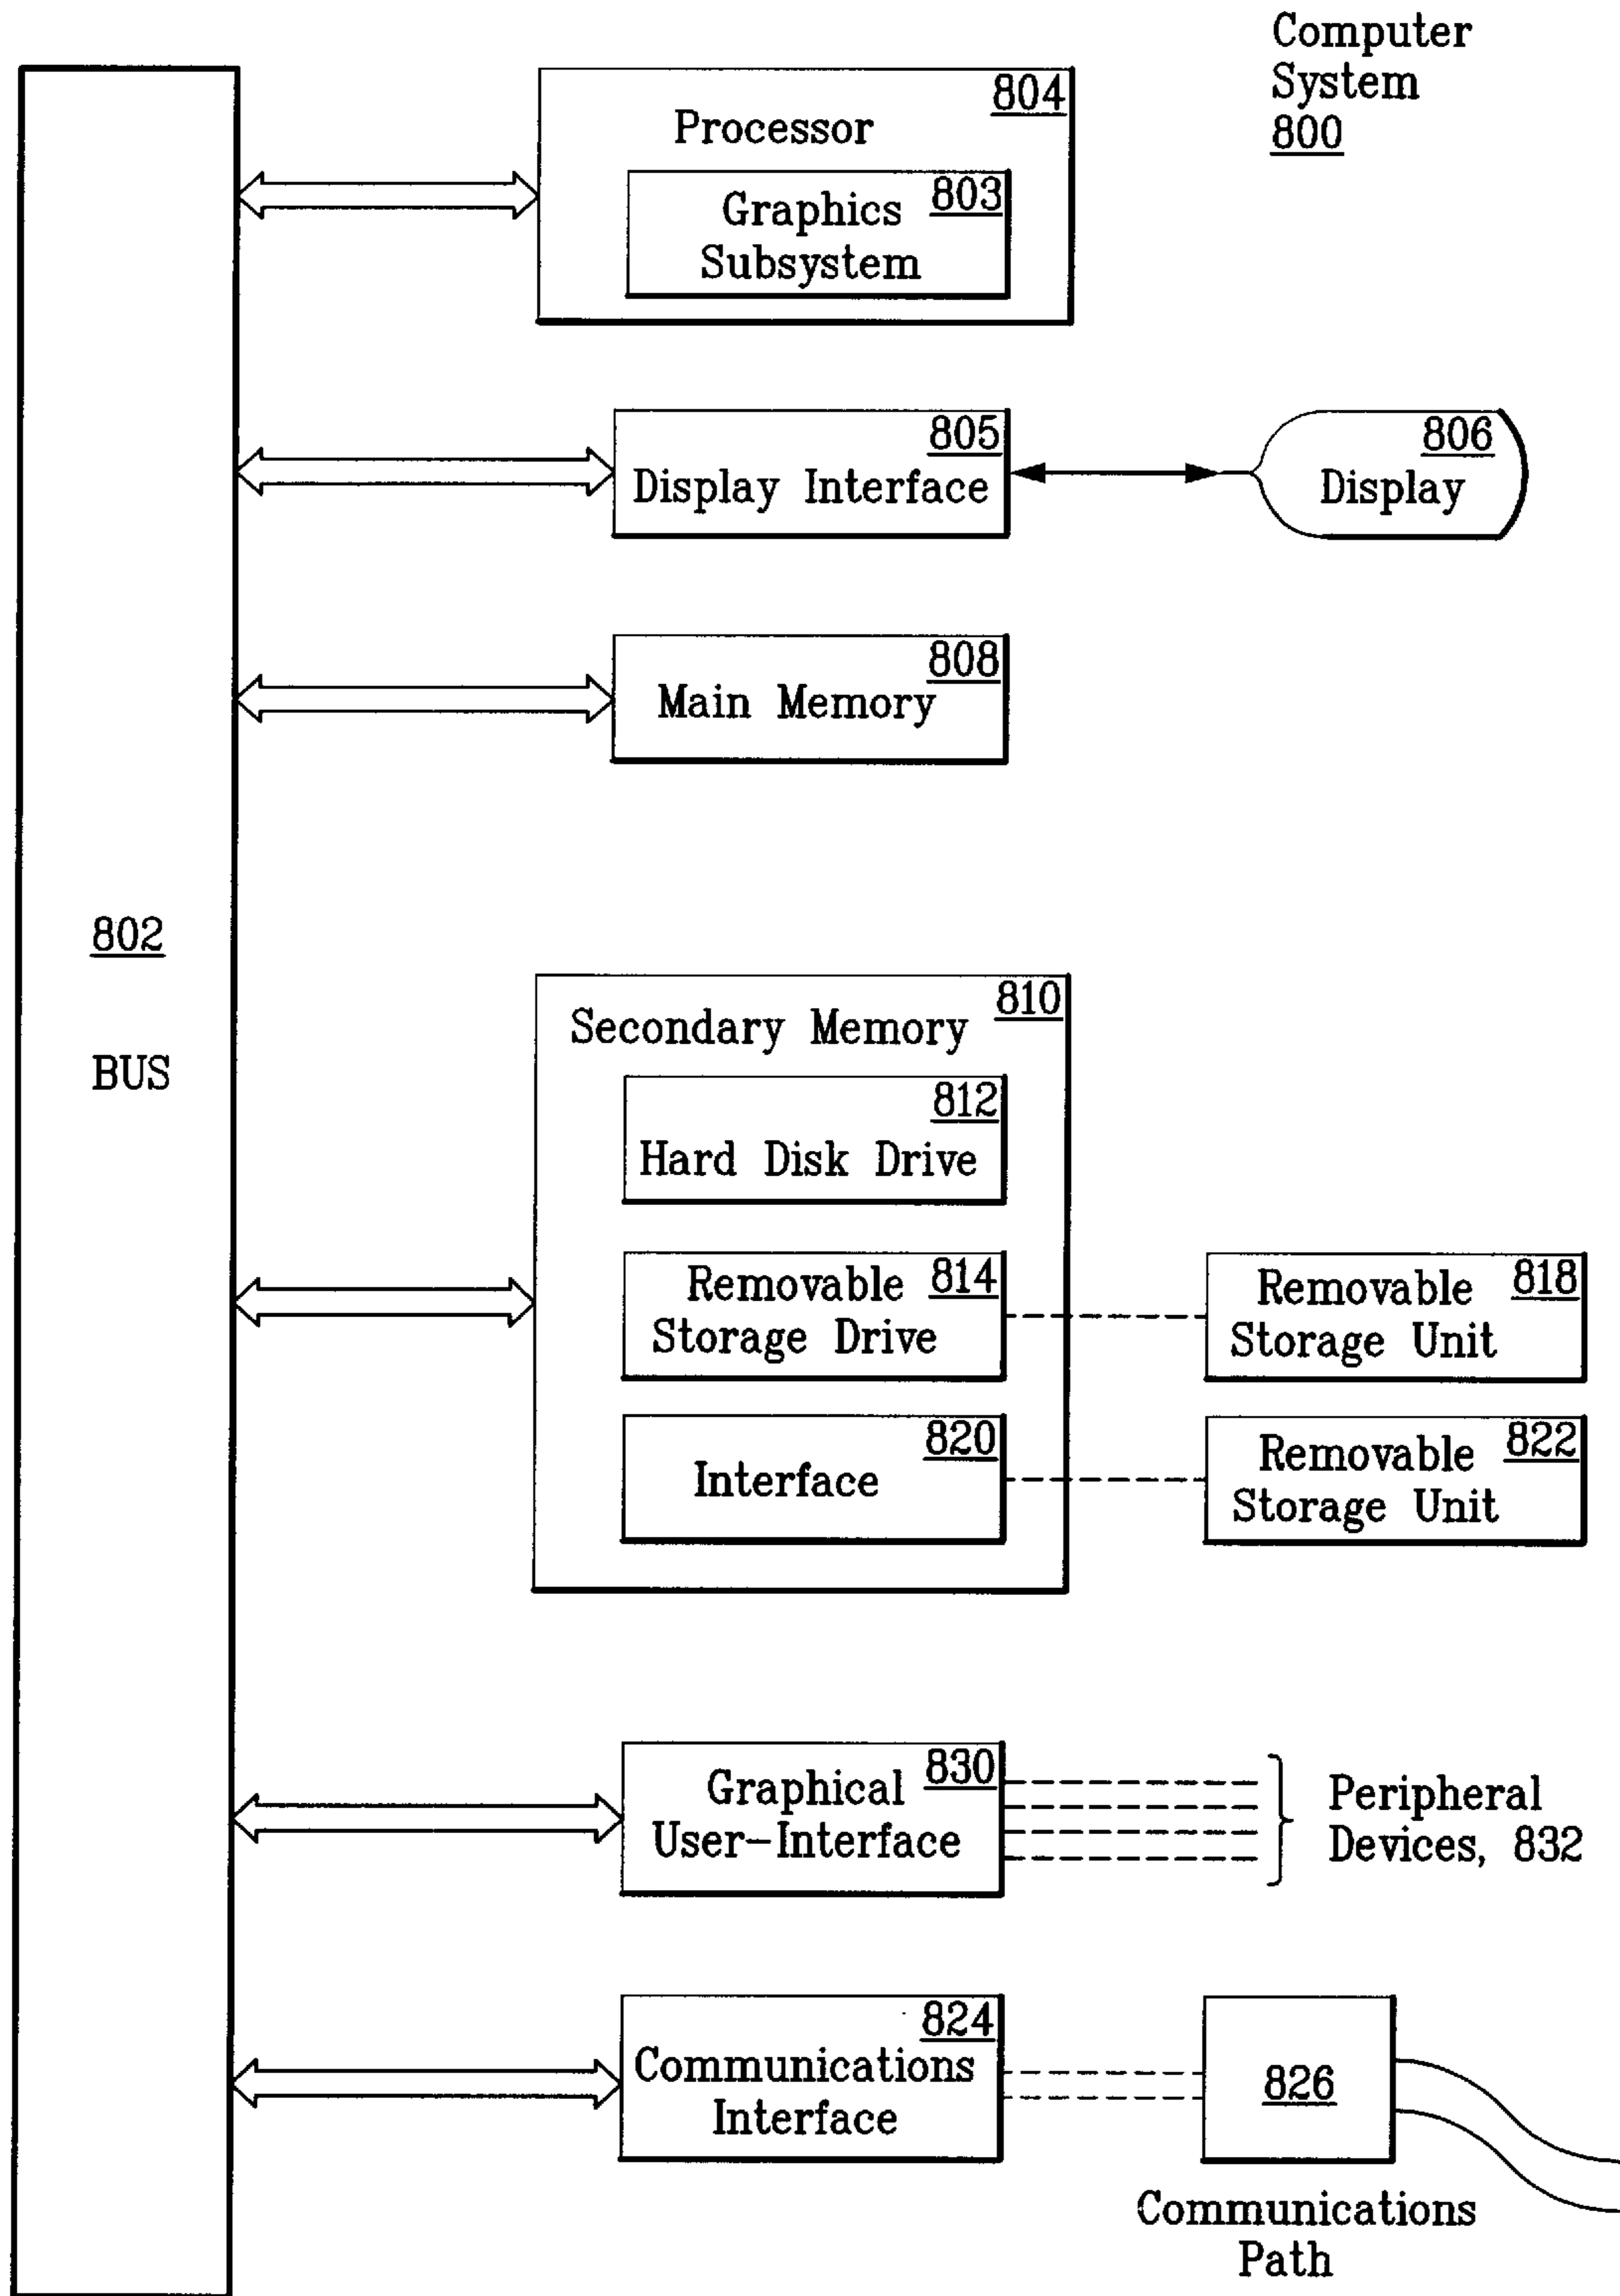 Computer
System
800
804
Processor
803
Graphics
Subsystem
805
Display Interface
806
Display
808
Main Memory
802
BUS
810
Secondary Memory
812
Hard Disk Drive
814
Removable
Storage Drive
818
Removable
Storage Unit
820
Interface
822
Removable
Storage Unit
830
Graphical
User-Interface
Peripheral
Devices, 832
824
Communications
Interface
826
Communications
Path